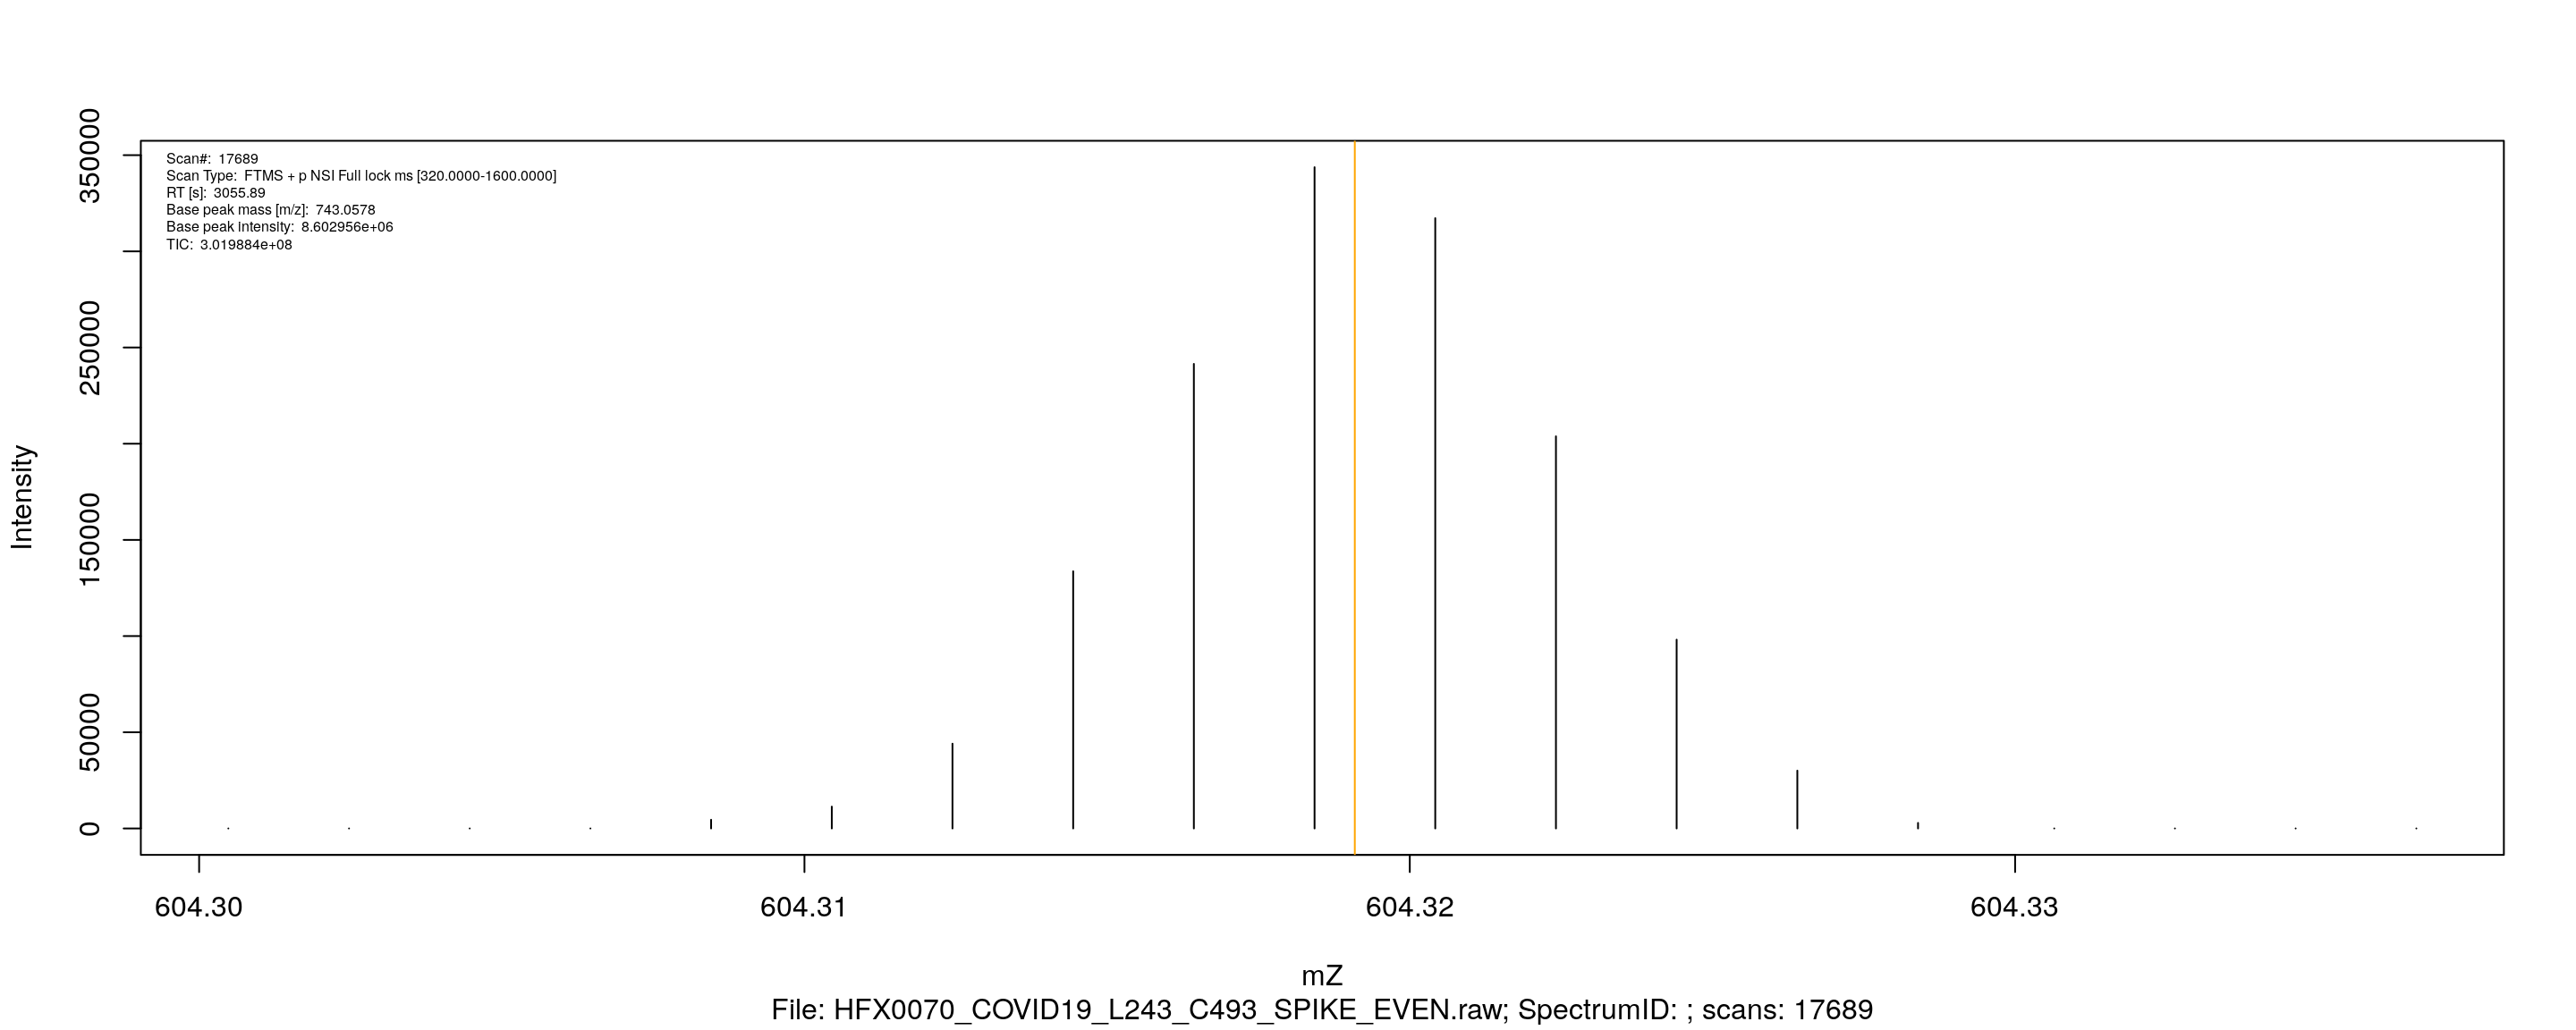 Scan#: 17689
Scan Type: FTMS + p NSI Full lock ms [320.0000-1600.0000]
RT [s]: 3055.89
Base peak mass [m/z]: 743.0578
Base peak intensity: 8.602956e+06
TIC: 3.019884e+08
350000
250000
150000
50000
0
Intensity
604.30 604.31 604.32 604.33
mZ
File: HFX0070_COVID19_L243_C493_SPIKE_EVEN.raw; SpectrumID: ; scans: 17689